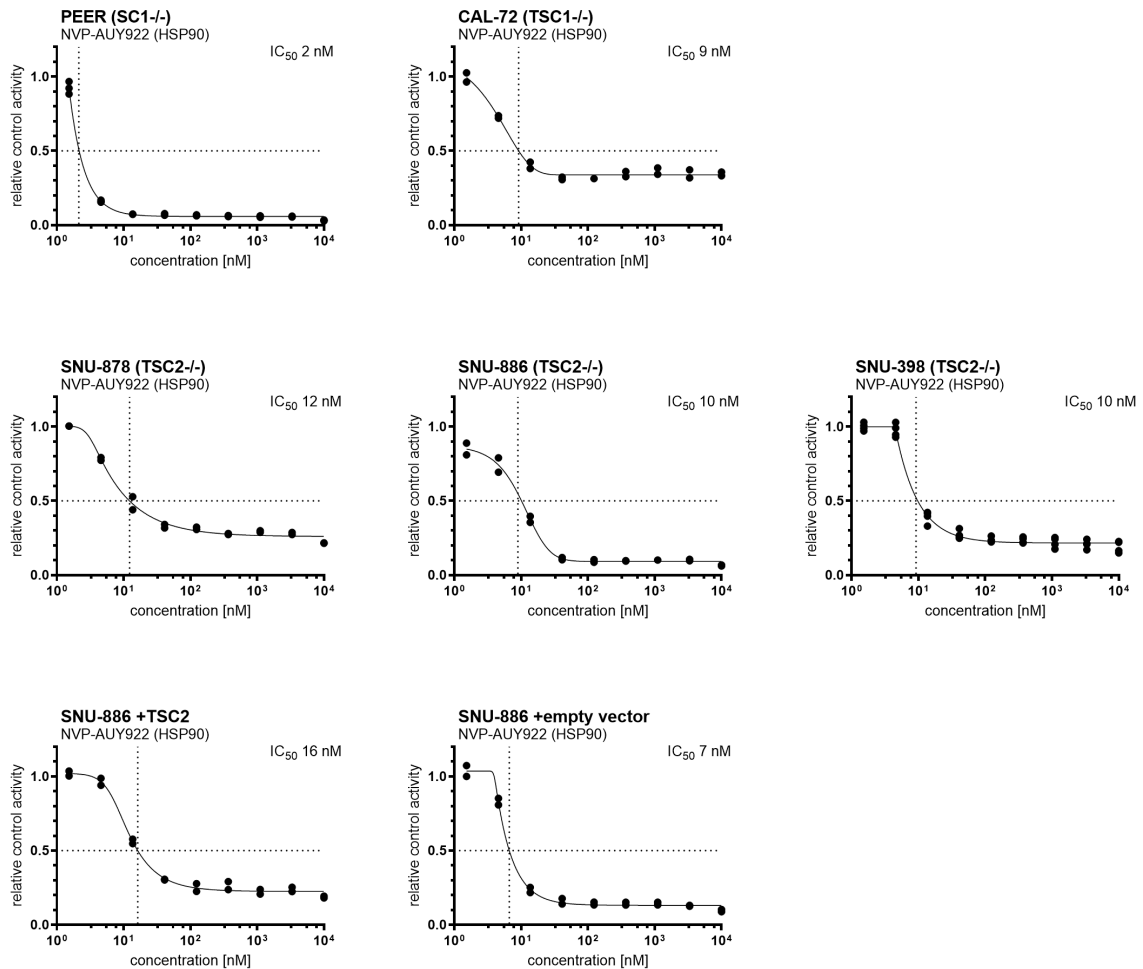 PEER (SC1-/-)
NVP-AUY922 (HSP90)
IC50 2 nM
relative control activity
1.0
0.5
0.0
10^0 10^1 10^2 10^3 10^4
concentration [nM]
CAL-72 (TSC1-/-)
NVP-AUY922 (HSP90)
IC50 9 nM
relative control activity
1.0
0.5
0.0
10^0 10^1 10^2 10^3 10^4
concentration [nM]
SNU-878 (TSC2-/-)
NVP-AUY922 (HSP90)
IC50 12 nM
relative control activity
1.0
0.5
0.0
10^0 10^1 10^2 10^3 10^4
concentration [nM]
SNU-886 (TSC2-/-)
NVP-AUY922 (HSP90)
IC50 10 nM
relative control activity
1.0
0.5
0.0
10^0 10^1 10^2 10^3 10^4
concentration [nM]
SNU-398 (TSC2-/-)
NVP-AUY922 (HSP90)
IC50 10 nM
relative control activity
1.0
0.5
0.0
10^0 10^1 10^2 10^3 10^4
concentration [nM]
SNU-886 +TSC2
NVP-AUY922 (HSP90)
IC50 16 nM
relative control activity
1.0
0.5
0.0
10^0 10^1 10^2 10^3 10^4
concentration [nM]
SNU-886 +empty vector
NVP-AUY922 (HSP90)
IC50 7 nM
relative control activity
1.0
0.5
0.0
10^0 10^1 10^2 10^3 10^4
concentration [nM]